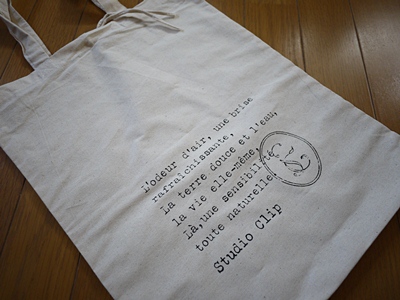 L'odeur d'air, une brise
rafraîchissante,
La terre douce et l'eau,
la vie elle-même,
Là, une sensibilité
toute naturelle.
Studio Clip